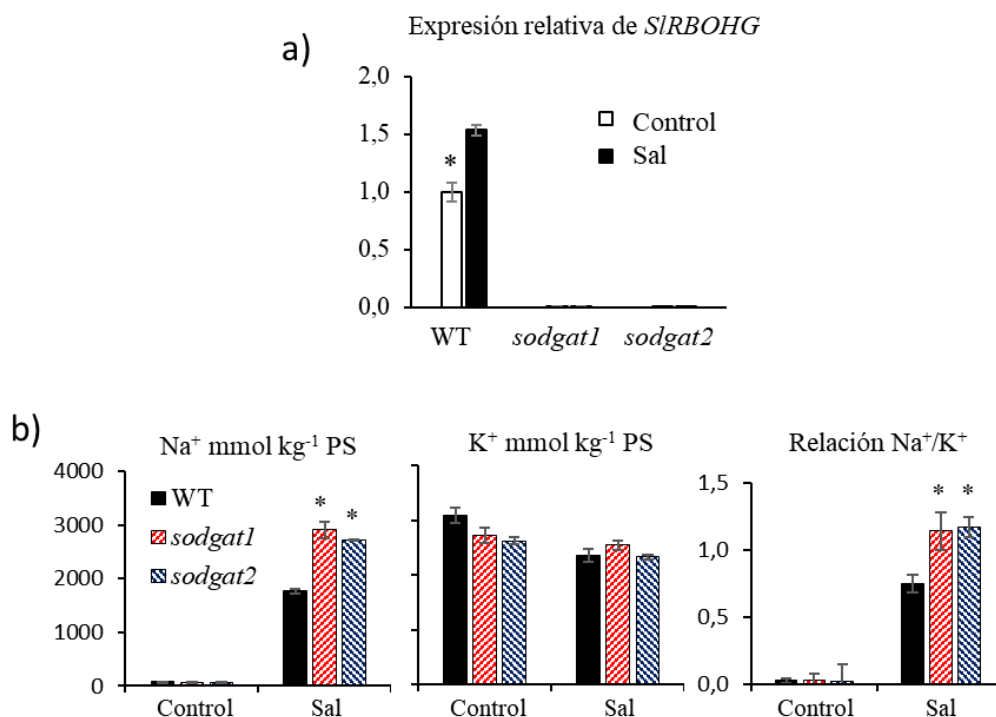 Expresión relativa de SlRBOHG
a)
2,0
1,5
1,0
0,5
0,0
*
Control
Sal
WT
sodgat1
sodgat2
b)
Na⁺ mmol kg⁻¹ PS
4000
3000
2000
1000
0
WT
sodgat1
sodgat2
*
*
Control
Sal
K⁺ mmol kg⁻¹ PS
Control
Sal
Relación Na⁺/K⁺
1,5
1,0
0,5
0,0
*
*
Control
Sal